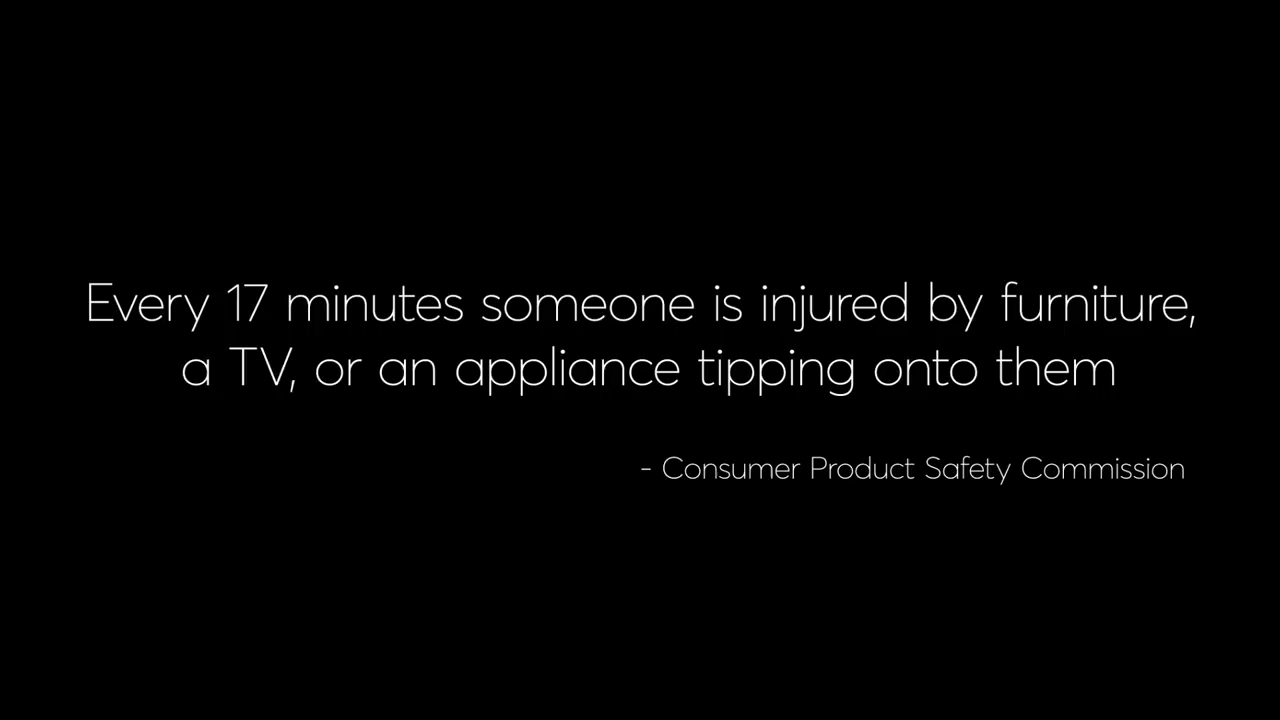 Every 17 minutes someone is injured by furniture,
a TV, or an appliance tipping onto them
- Consumer Product Safety Commission